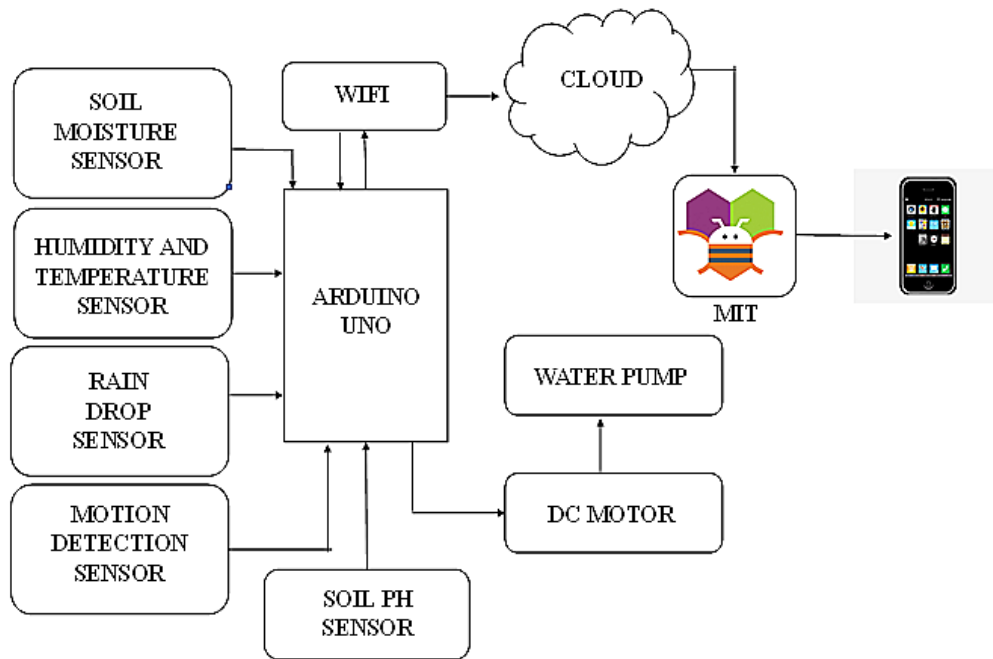 SOIL
MOISTURE
SENSOR
WIFI
CLOUD
HUMIDITY AND
TEMPERATURE
SENSOR
ARDUINO
UNO
MIT
RAIN
DROP
SENSOR
WATER PUMP
MOTION
DETECTION
SENSOR
DC MOTOR
SOIL PH
SENSOR